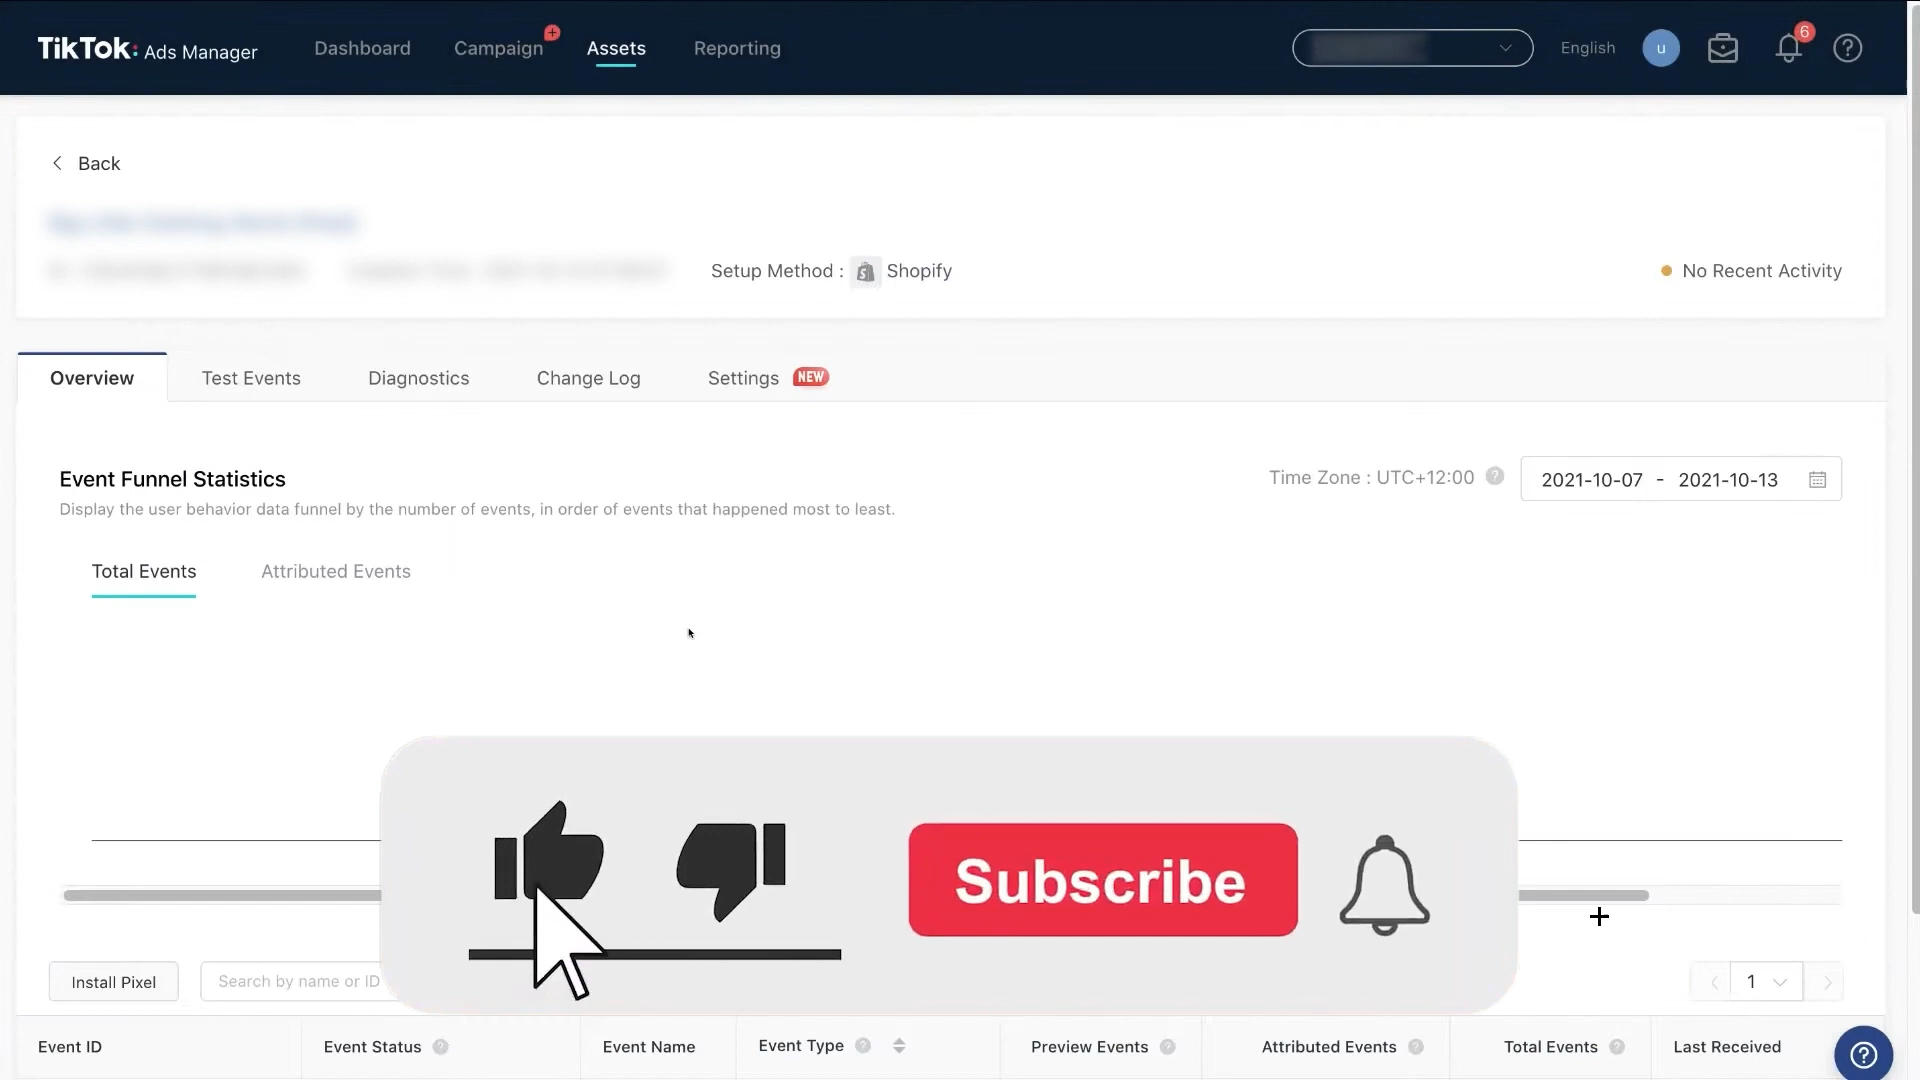 TikTok: Ads Manager Dashboard Campaign + Assets Reporting English u 6 ?
< Back
Setup Method : Shopify No Recent Activity
Overview Test Events Diagnostics Change Log Settings NEW
Event Funnel Statistics Time Zone : UTC+12:00 ? 2021-10-07 - 2021-10-13
Display the user behavior data funnel by the number of events, in order of events that happened most to least.
Total Events Attributed Events
Subscribe
Install Pixel Search by name or ID < 1 >
Event ID Event Status ? Event Name Event Type ? Preview Events ? Attributed Events ? Total Events ? Last Received ?